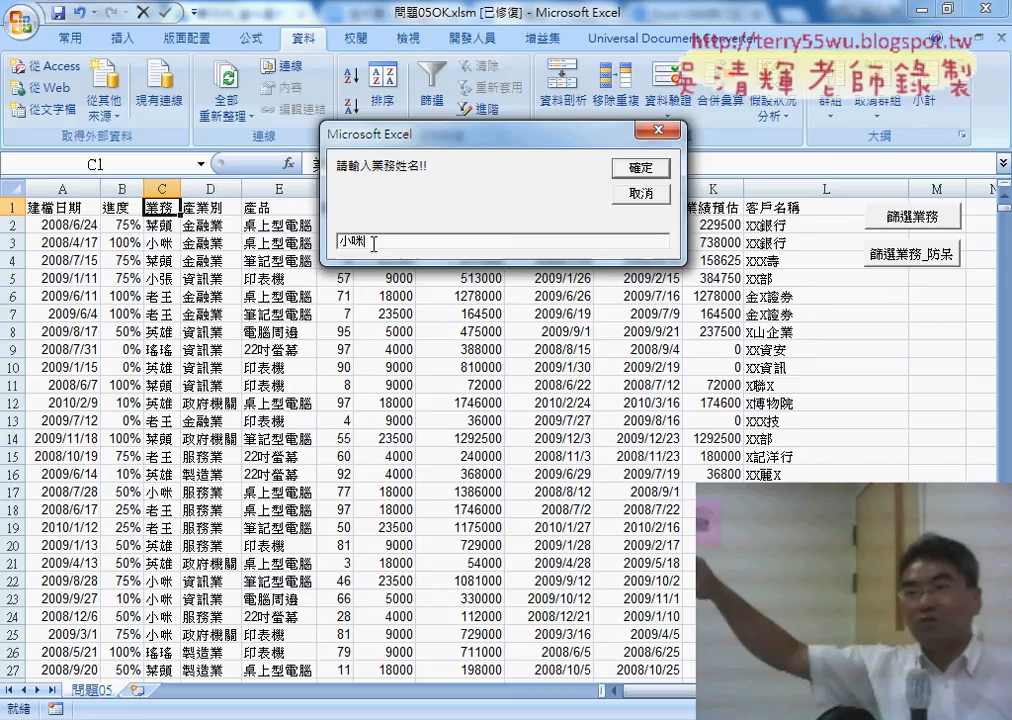 問題05OK.xlsm [已修復] - Microsoft Excel
常用 插入 版面配置 公式 資料 校閱 檢視 開發人員 增益集 Universal Document Converter
http://terry55wu.blogspot.tw
吳清輝老師錄製
從 Access 從 Web 從文字檔 從其他來源 現有連線 全部重新整理 連線 內容 編輯連結 排序 篩選 清除 重新套用 進階 資料剖析 移除重複 資料驗證 合併彙算 假設狀況分析 群組 取消群組 小計
取得外部資料 連線 大綱
Microsoft Excel
請輸入業務姓名!!
確定
取消
小咪
C1 fx
A B C D E K L M N
1 建檔日期 進度 業務 產業別 產品 業績預估 客戶名稱
篩選業務
篩選業務_防呆
2 2008/6/24 75% 菜頭 金融業 桌上型電腦 229500 XX銀行
3 2008/4/17 100% 小咪 金融業 桌上型電腦 738000 XX銀行
4 2008/7/15 75% 菜頭 金融業 筆記型電腦 158625 XXX壽
5 2009/1/11 75% 小張 資訊業 印表機 57 9000 513000 2009/1/26 2009/2/15 384750 XX部
6 2009/6/11 100% 老王 金融業 桌上型電腦 71 18000 1278000 2009/6/26 2009/7/16 1278000 金X證券
7 2009/6/4 100% 老王 金融業 筆記型電腦 7 23500 164500 2009/6/19 2009/7/9 164500 金X證券
8 2009/8/17 50% 英雄 資訊業 電腦周邊 95 5000 475000 2009/9/1 2009/9/21 237500 X山企業
9 2008/7/31 0% 瑤瑤 資訊業 22吋螢幕 97 4000 388000 2008/8/15 2008/9/4 0 XX資安
10 2009/1/15 0% 英雄 資訊業 印表機 90 9000 810000 2009/1/30 2009/2/19 0 XX資訊
11 2008/6/7 100% 菜頭 資訊業 印表機 8 9000 72000 2008/6/22 2008/7/12 72000 X聯X
12 2010/2/9 10% 英雄 政府機關 桌上型電腦 97 18000 1746000 2010/2/24 2010/3/16 174600 X博物院
13 2009/7/12 0% 老王 金融業 印表機 4 9000 36000 2009/7/27 2009/8/16 0 XXX技
14 2009/11/18 100% 菜頭 政府機關 筆記型電腦 55 23500 1292500 2009/12/3 2009/12/23 1292500 XX部
15 2008/10/19 75% 老王 服務業 22吋螢幕 60 4000 240000 2008/11/3 2008/11/23 180000 X記洋行
16 2009/6/14 10% 英雄 製造業 22吋螢幕 92 4000 368000 2009/6/29 2009/7/19 36800 XX麗X
17 2008/7/28 50% 小咪 服務業 桌上型電腦 77 18000 1386000 2008/8/12 2008/9/1
18 2008/6/17 25% 老王 服務業 桌上型電腦 97 18000 1746000 2008/7/2 2008/7/22
19 2010/1/12 25% 老王 服務業 筆記型電腦 50 23500 1175000 2010/1/27 2010/2/16
20 2009/1/13 50% 英雄 服務業 印表機 81 9000 729000 2009/1/28 2009/2/17
21 2009/4/13 50% 英雄 政府機關 桌上型電腦 3 18000 54000 2009/4/28 2009/5/18
22 2009/8/28 75% 小咪 資訊業 筆記型電腦 46 23500 1081000 2009/9/12 2009/10/2
23 2009/9/27 10% 小咪 資訊業 電腦周邊 66 5000 330000 2009/10/12 2009/11/1
24 2008/12/6 50% 小咪 服務業 22吋螢幕 28 4000 112000 2008/12/21 2009/1/10
25 2009/3/1 75% 小咪 政府機關 印表機 81 9000 729000 2009/3/16 2009/4/5
26 2008/5/21 100% 瑤瑤 製造業 印表機 79 9000 711000 2008/6/5 2008/6/25
27 2008/9/20 50% 菜頭 製造業 桌上型電腦 11 18000 198000 2008/10/5 2008/10/25
問題05
就緒